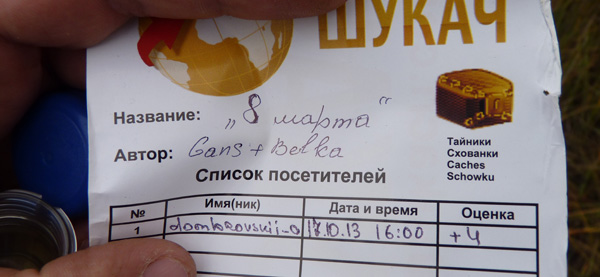 ШУКАЧ
Название: „8 марта“
Автор: Gans + Belka
Тайники
Схованки
Caches
Schowku
Список посетителей
№ Имя(ник) Дата и время Оценка
1 dombrovskij-o 17.10.13 16:00 +4